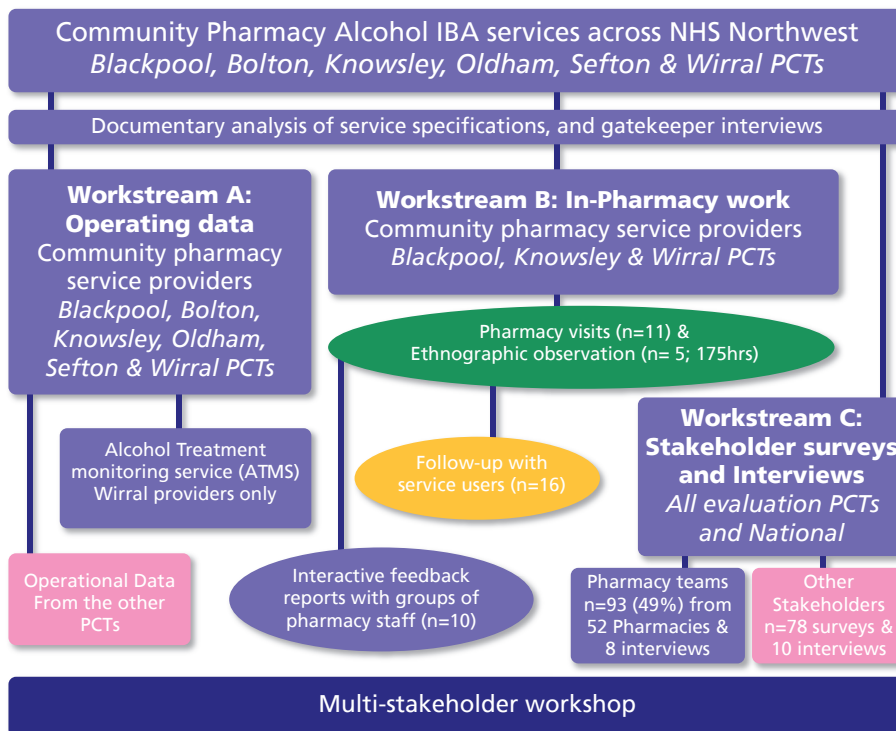 Community Pharmacy Alcohol IBA services across NHS Northwest
Blackpool, Bolton, Knowsley, Oldham, Sefton & Wirral PCTs
Documentary analysis of service specifications, and gatekeeper interviews
Workstream A:
Operating data
Community pharmacy
service providers
Blackpool, Bolton,
Knowsley, Oldham,
Sefton & Wirral PCTs
Workstream B: In-Pharmacy work
Community pharmacy service providers
Blackpool, Knowsley & Wirral PCTs
Pharmacy visits (n=11) &
Ethnographic observation (n= 5; 175hrs)
Workstream C:
Stakeholder surveys
and Interviews
All evaluation PCTs
and National
Alcohol Treatment
monitoring service (ATMS)
Wirral providers only
Follow-up with
service users (n=16)
Operational Data
From the other
PCTs
Interactive feedback
reports with groups of
pharmacy staff (n=10)
Pharmacy teams
n=93 (49%) from
52 Pharmacies &
8 interviews
Other
Stakeholders
n=78 surveys &
10 interviews
Multi-stakeholder workshop